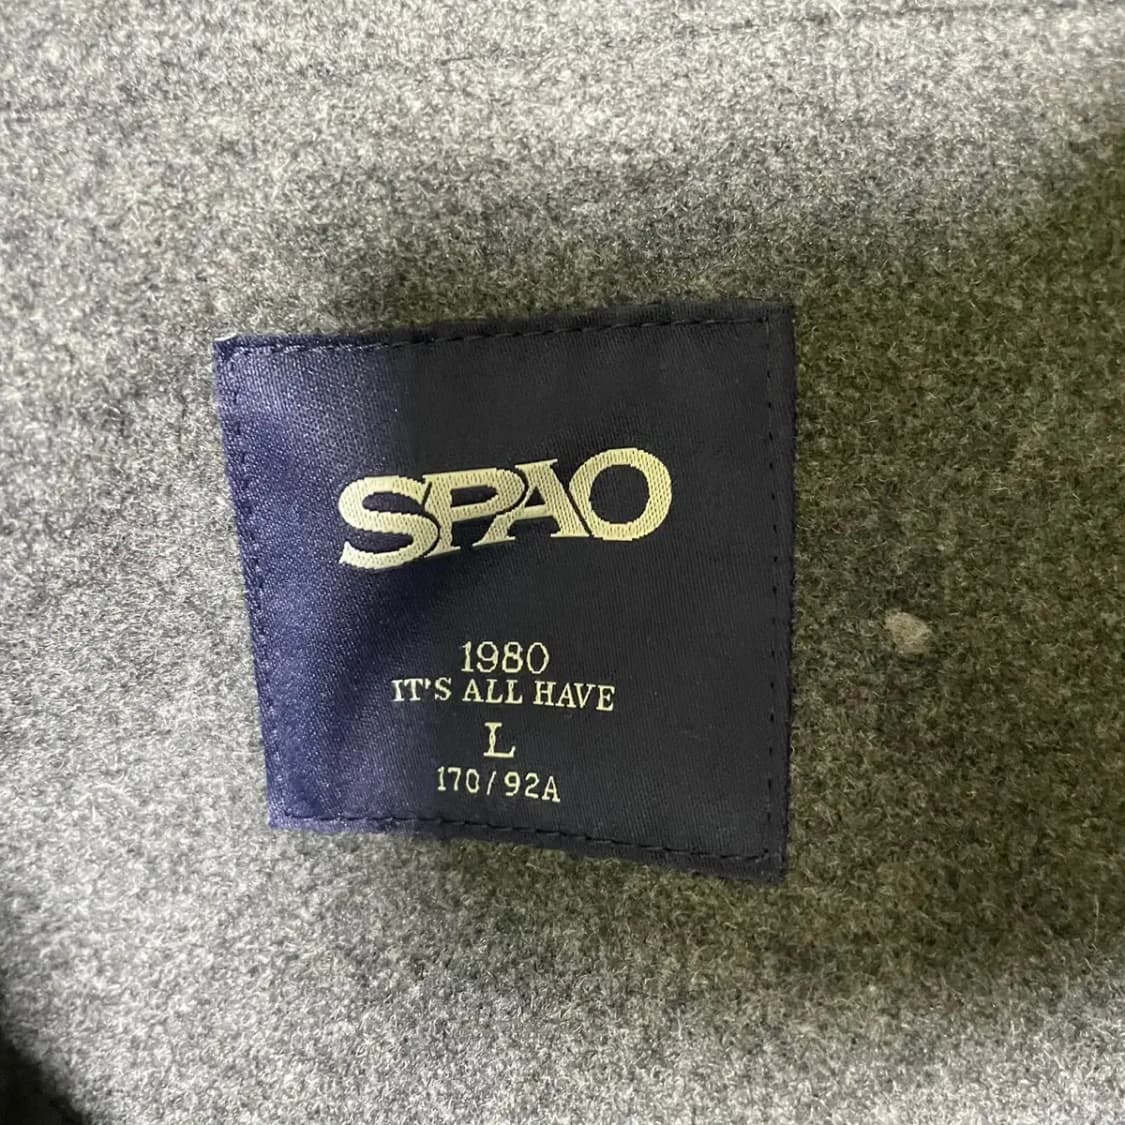 SPAO
1980
IT'S ALL HAVE
L
170/92A